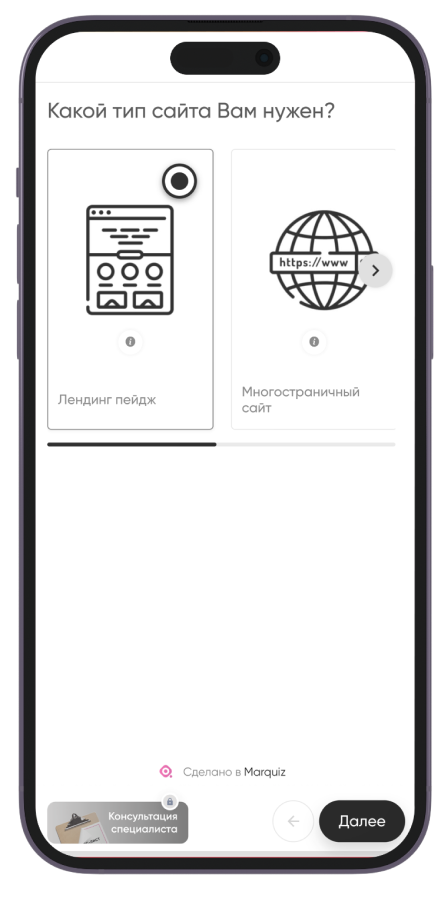 Какой тип сайта Вам нужен?
https://www
Лендинг пейдж
Многостраничный
сайт
Сделано в Marquiz
Консультация
специалиста
Далее